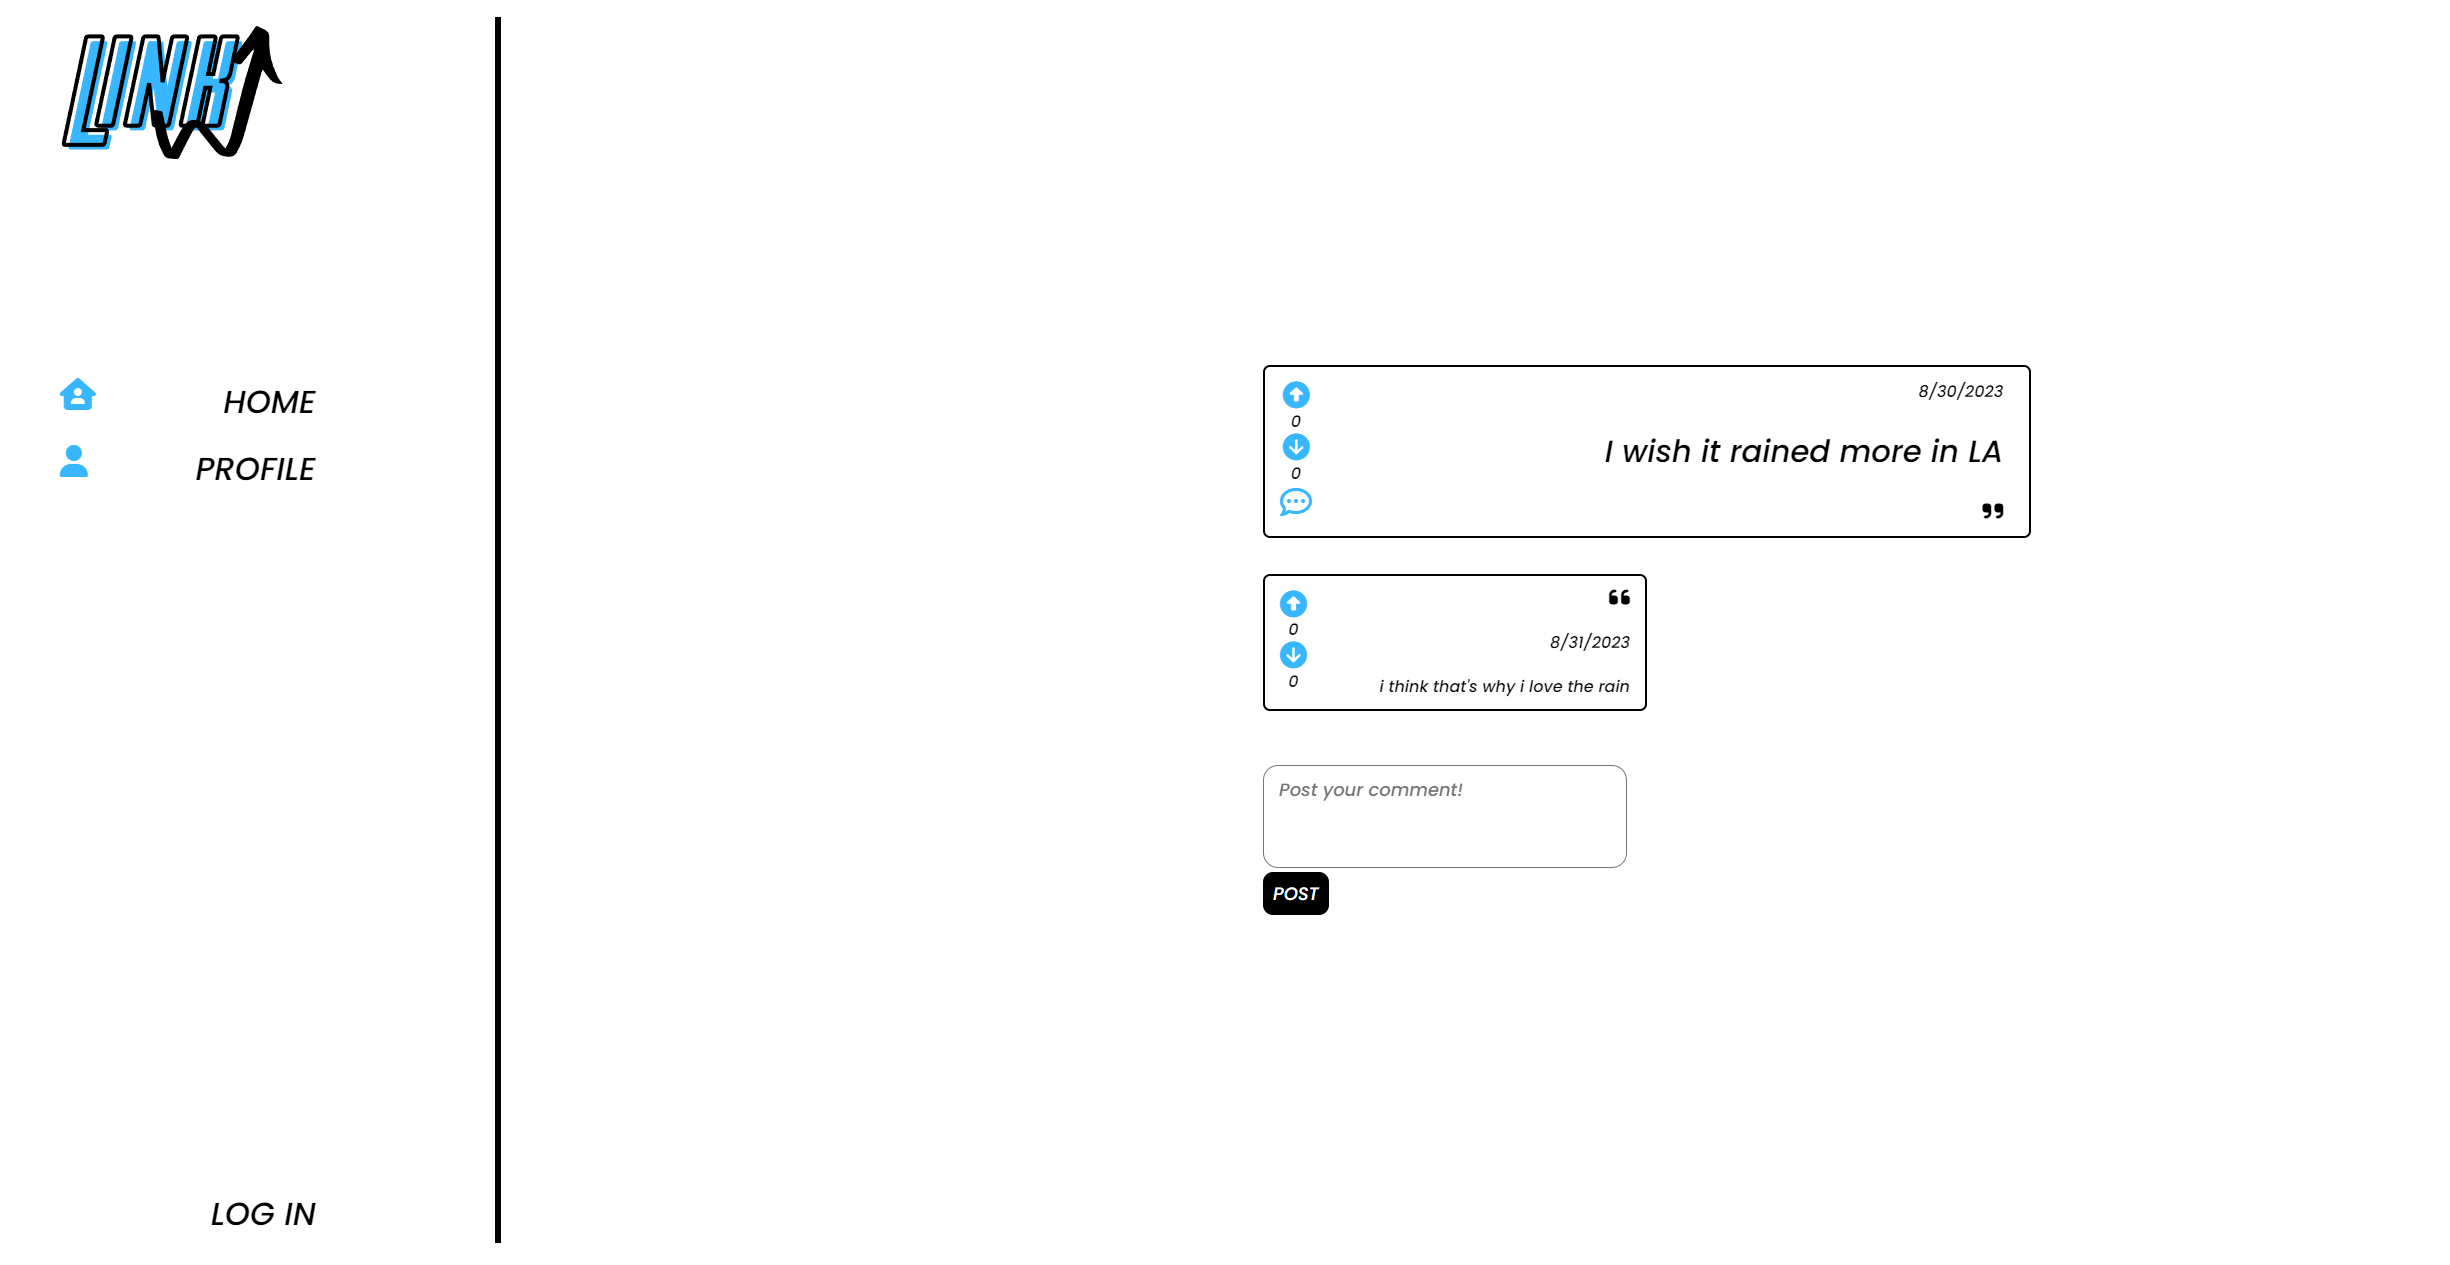 LINK
HOME
PROFILE
LOG IN
0
0
8/30/2023
I wish it rained more in LA
”
0
0
“
8/31/2023
i think that's why i love the rain
Post your comment!
POST